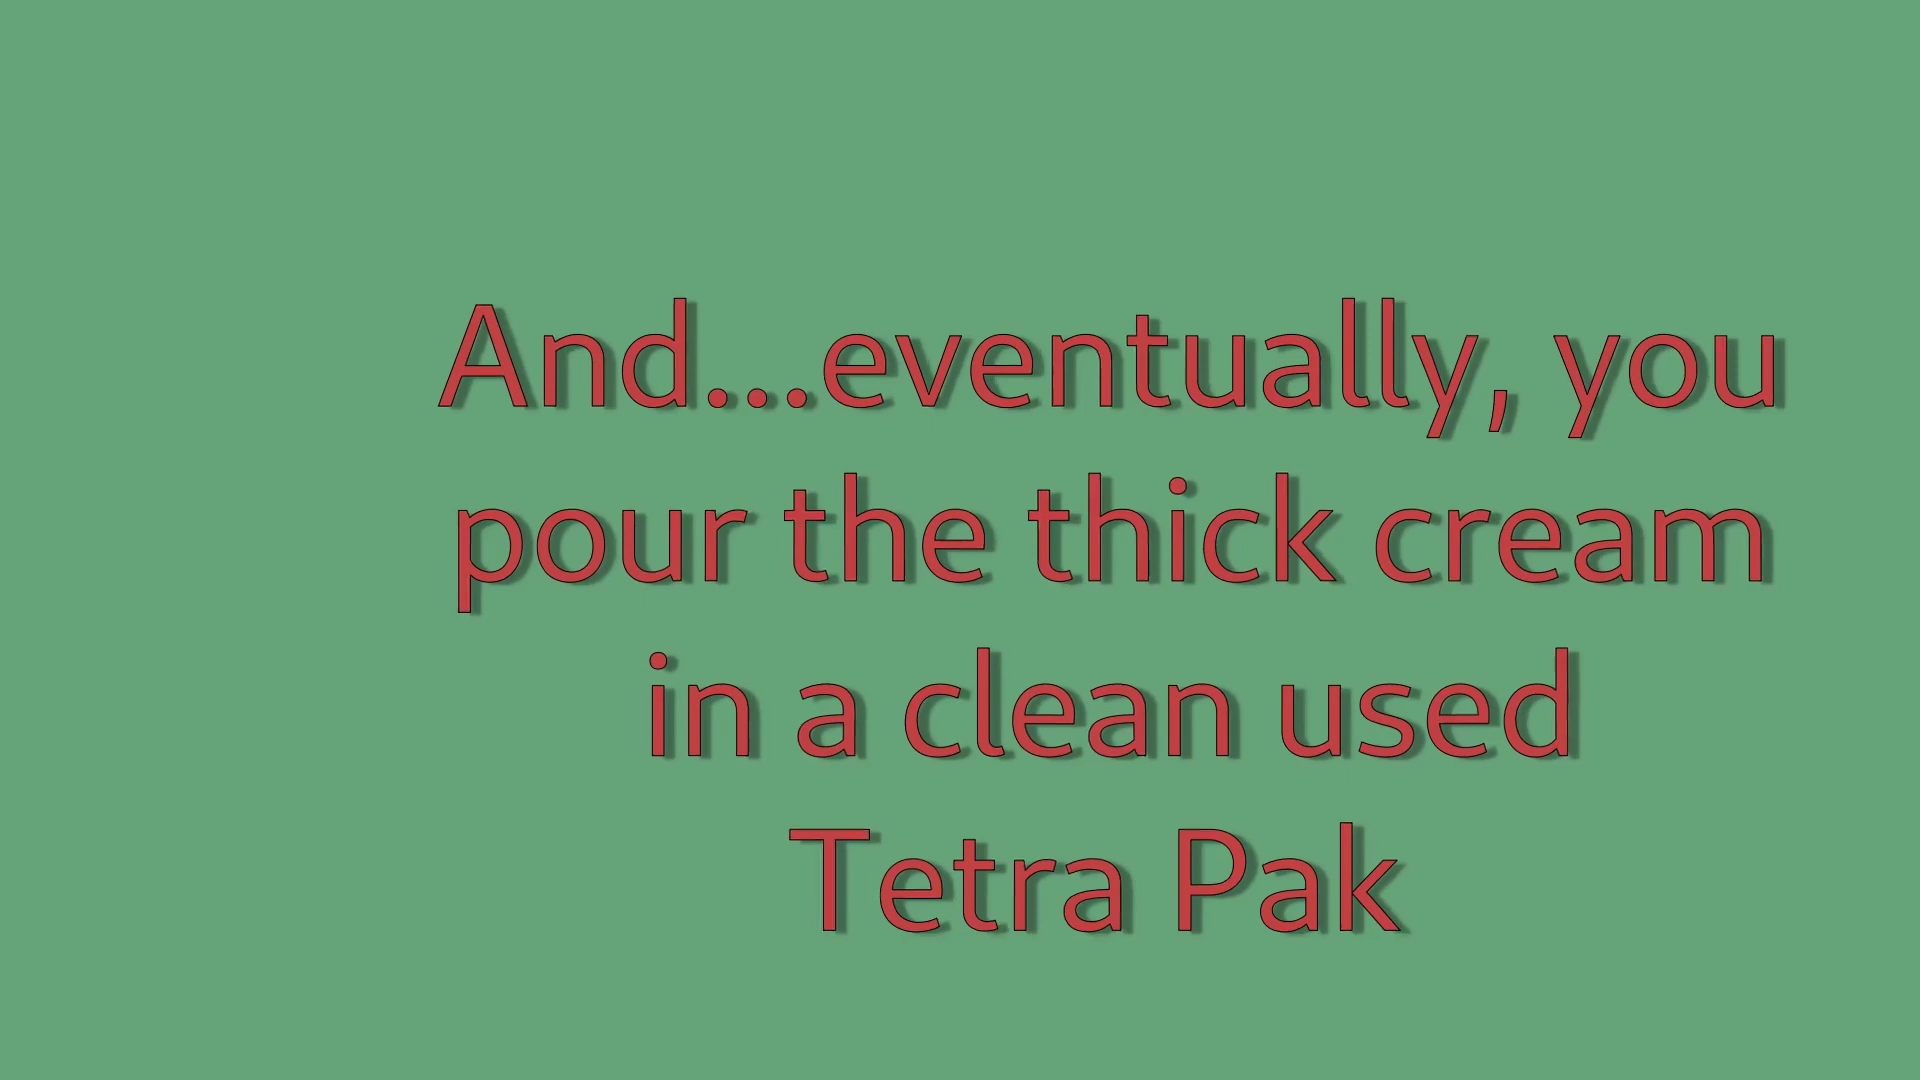 And...eventually, you
pour the thick cream
in a clean used
Tetra Pak